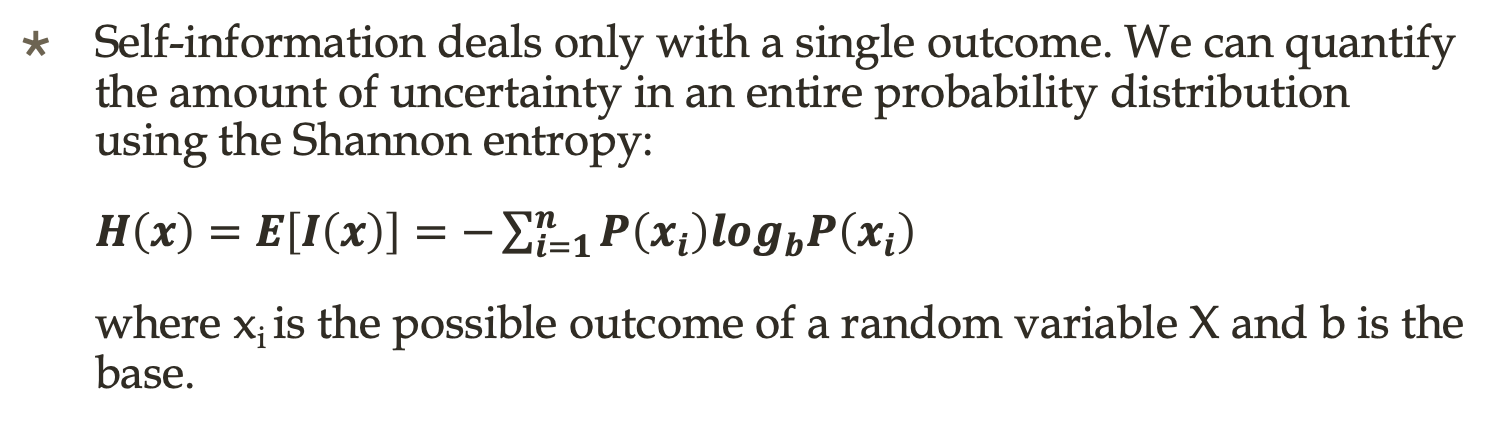 * Self-information deals only with a single outcome. We can quantify
the amount of uncertainty in an entire probability distribution
using the Shannon entropy:
H(x) = E[I(x)] = − ∑ⁿᵢ₌₁ P(xᵢ)log_b P(xᵢ)
where xᵢ is the possible outcome of a random variable X and b is the
base.